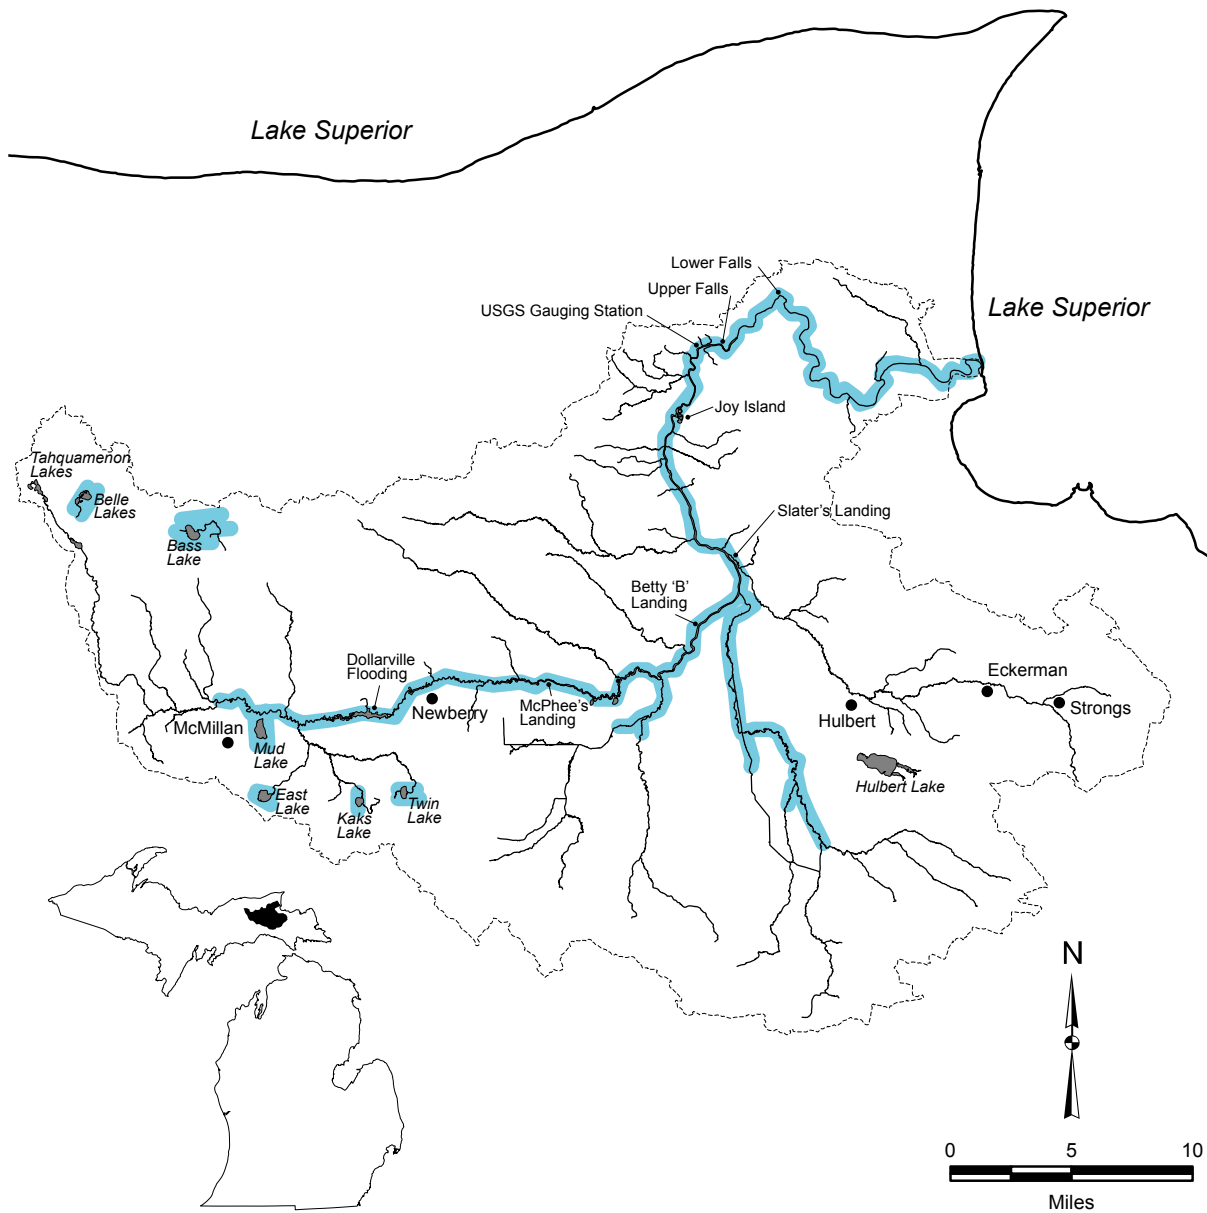 Lake Superior
Lower Falls
Upper Falls
USGS Gauging Station
Lake Superior
Joy Island
Tahquamenon
Lakes
Belle
Lakes
Bass
Lake
Slater's Landing
Betty 'B'
Landing
Dollarville
Flooding
McPhee's
Landing
Newberry
McMillan
Mud
Lake
East
Lake
Kaks
Lake
Twin
Lake
Eckerman
Strongs
Hulbert
Hulbert Lake
N
0 5 10
Miles